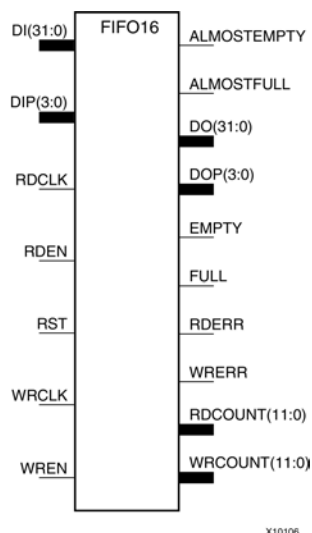 FIFO16
DI(31:0)
DIP(3:0)
RDCLK
RDEN
RST
WRCLK
WREN
ALMOSTEMPTY
ALMOSTFULL
DO(31:0)
DOP(3:0)
EMPTY
FULL
RDERR
WRERR
RDCOUNT(11:0)
WRCOUNT(11:0)
X10106